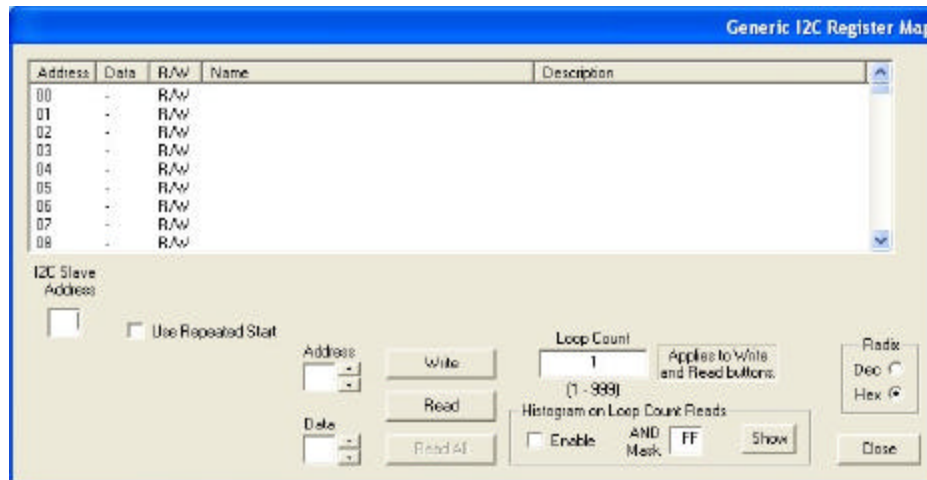 Generic I2C Register Map
Address Data R/W Name Description
00 - R/W
01 - R/W
02 - R/W
03 - R/W
04 - R/W
05 - R/W
06 - R/W
07 - R/W
08 - R/W
I2C Slave
Address
Use Repeated Start
Address
Write
Loop Count
1
(1 - 999)
Applies to Write
and Read buttons.
Radix
Dec
Hex
Read
Data
Read All
Histogram on Loop Count Reads
Enable
AND
Mask
FF
Show
Close